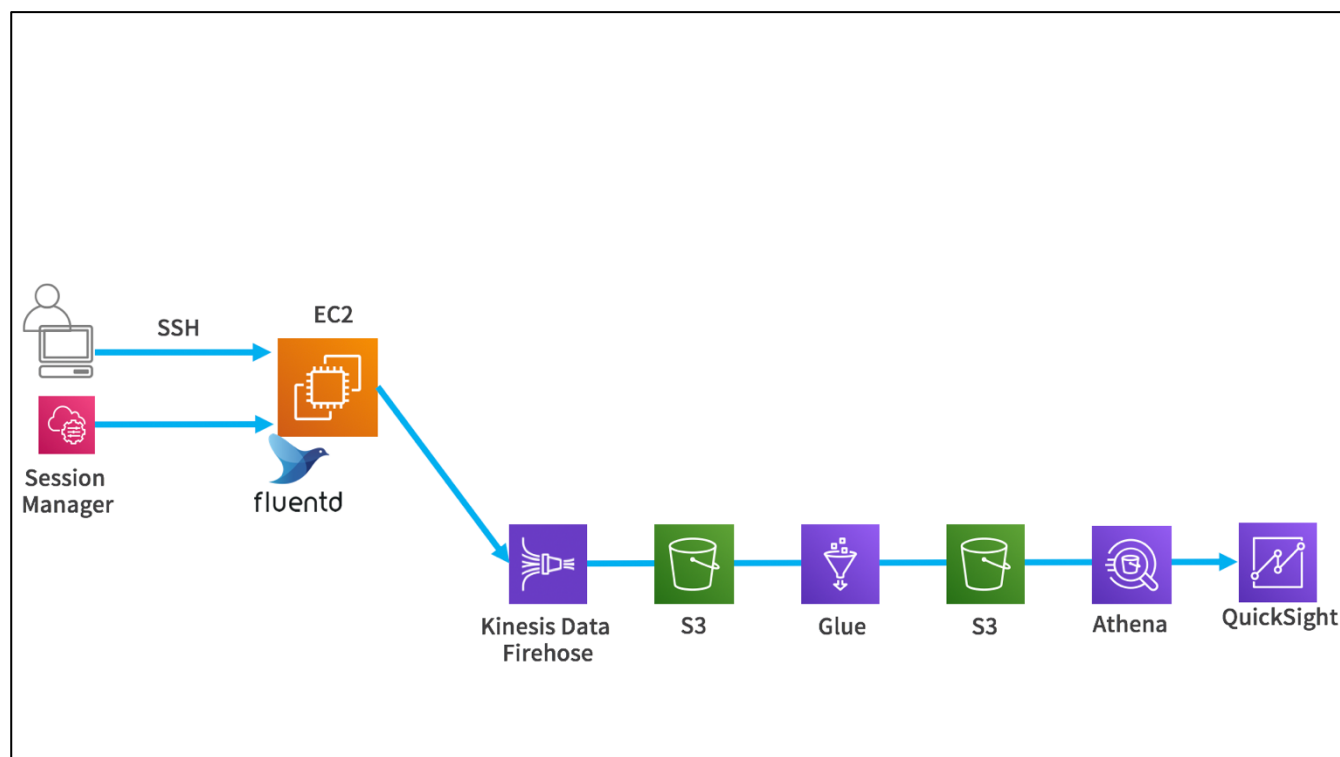 SSH
EC2
Session
Manager
fluentd
Kinesis Data
Firehose
S3
Glue
S3
Athena
QuickSight